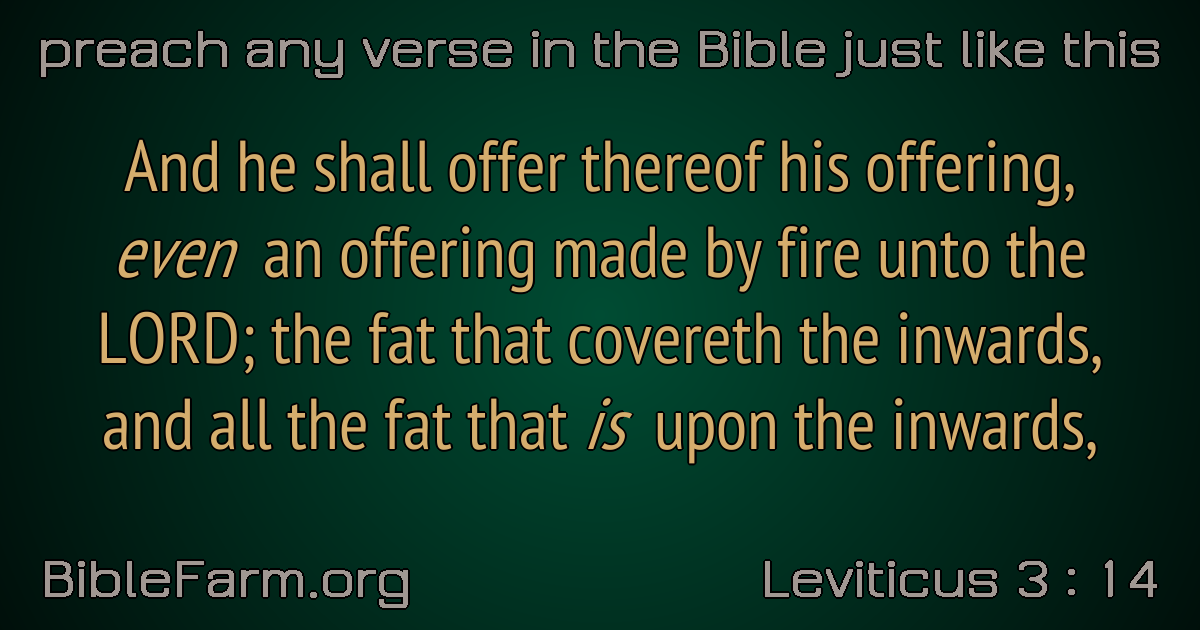 preach any verse in the Bible just like this
And he shall offer thereof his offering,
even an offering made by fire unto the
LORD; the fat that covereth the inwards,
and all the fat that is upon the inwards,
BibleFarm.org
Leviticus 3 : 14